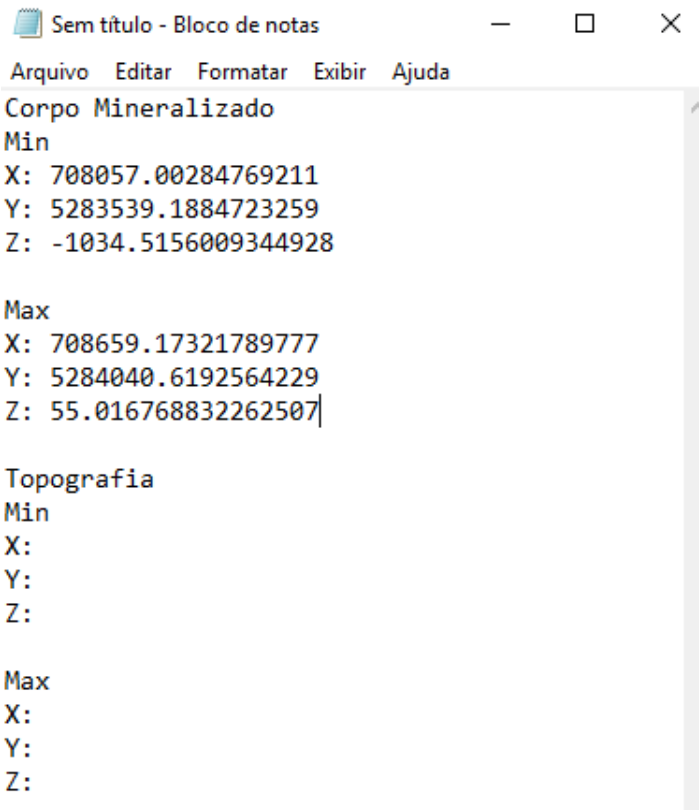 Sem título - Bloco de notas
Arquivo Editar Formatar Exibir Ajuda
Corpo Mineralizado
Min
X: 708057.00284769211
Y: 5283539.1884723259
Z: -1034.5156009344928
Max
X: 708659.17321789777
Y: 5284040.6192564229
Z: 55.016768832262507
Topografia
Min
X:
Y:
Z:
Max
X:
Y:
Z: